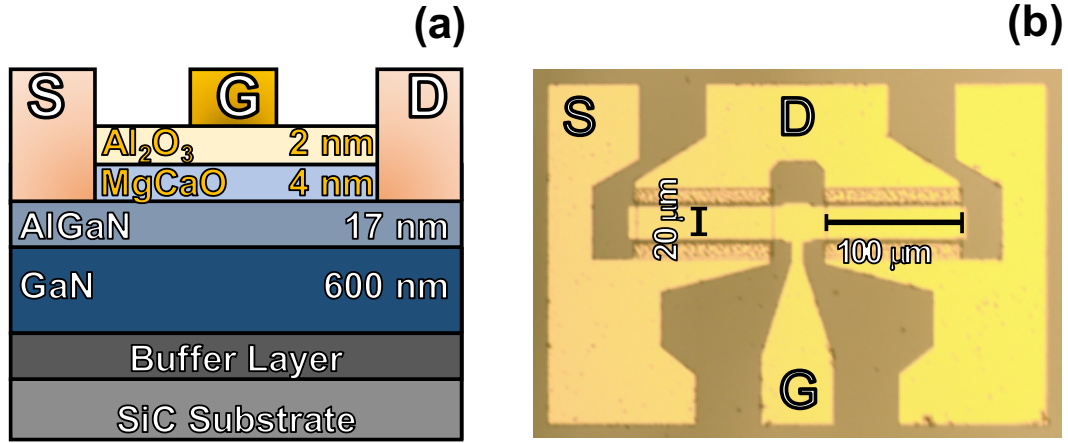 (a)
S G D
Al₂O₃ 2 nm
MgCaO 4 nm
AlGaN 17 nm
GaN 600 nm
Buffer Layer
SiC Substrate
(b)
S D
20 μm
100 μm
G